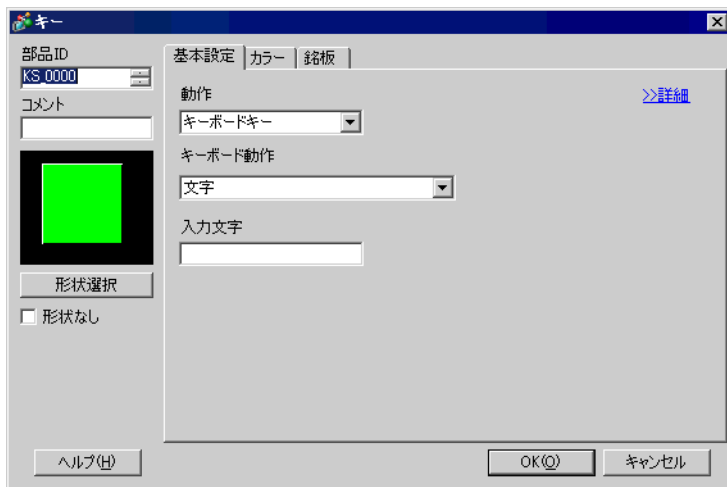 キー
部品ID
KS_0000
コメント
形状選択
形状なし
基本設定 カラー 銘板
動作
>>詳細
キーボードキー
キーボード動作
文字
入力文字
ヘルプ(H)
OK(O)
キャンセル